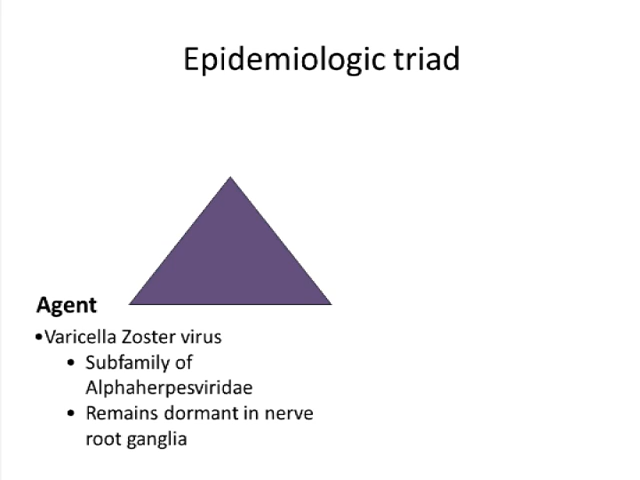 Epidemiologic triad
Agent
•Varicella Zoster virus
• Subfamily of
Alphaherpesviridae
• Remains dormant in nerve
root ganglia